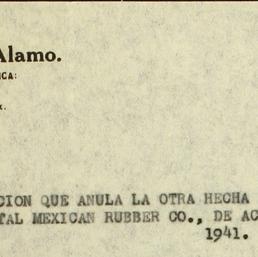 Alamo.
ICA:
CION QUE ANULA LA OTRA HECHA
TAL MEXICAN RUBBER CO., DE AC
1941.